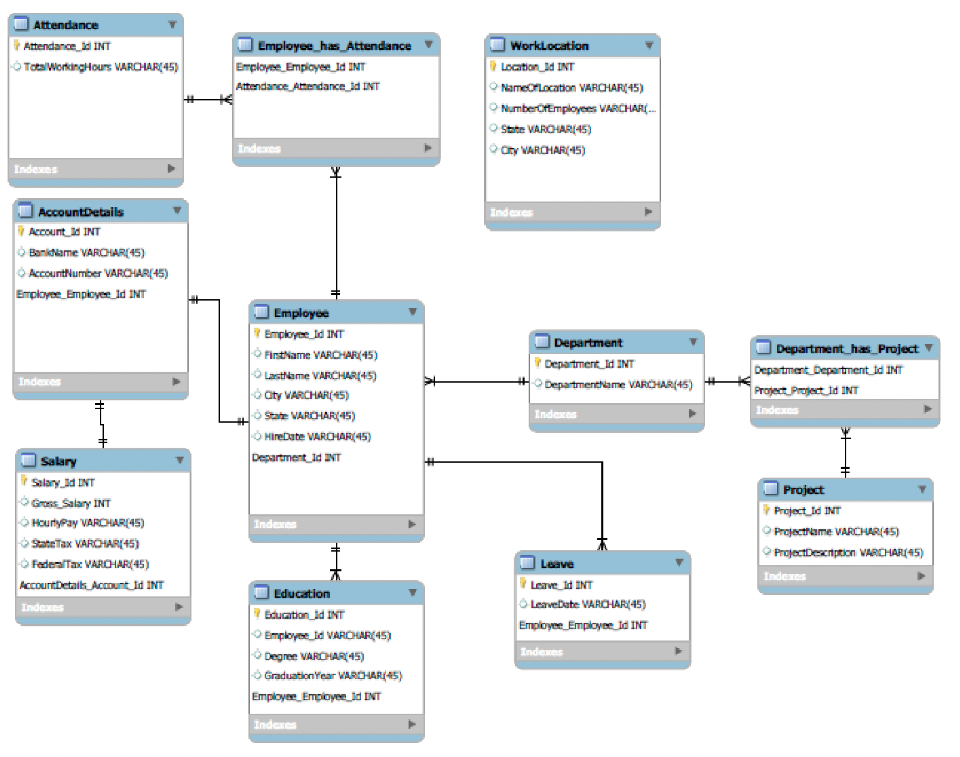 Attendance
Attendance_Id INT
TotalWorkingHours VARCHAR(45)
Indexes
Employee_has_Attendance
Employee_Employee_Id INT
Attendance_Attendance_Id INT
Indexes
WorkLocation
Location_Id INT
NameOfLocation VARCHAR(45)
NumberOfEmployees VARCHAR(...
State VARCHAR(45)
City VARCHAR(45)
Indexes
AccountDetails
Account_Id INT
BankName VARCHAR(45)
AccountNumber VARCHAR(45)
Employee_Employee_Id INT
Indexes
Employee
Employee_Id INT
FirstName VARCHAR(45)
LastName VARCHAR(45)
City VARCHAR(45)
State VARCHAR(45)
HireDate VARCHAR(45)
Department_Id INT
Indexes
Department
Department_Id INT
DepartmentName VARCHAR(45)
Indexes
Department_has_Project
Department_Department_Id INT
Project_Project_Id INT
Indexes
Salary
Salary_Id INT
Gross_Salary INT
HourlyPay VARCHAR(45)
StateTax VARCHAR(45)
FederalTax VARCHAR(45)
AccountDetails_Account_Id INT
Indexes
Project
Project_Id INT
ProjectName VARCHAR(45)
ProjectDescription VARCHAR(45)
Indexes
Education
Education_Id INT
Employee_Id VARCHAR(45)
Degree VARCHAR(45)
GraduationYear VARCHAR(45)
Employee_Employee_Id INT
Indexes
Leave
Leave_Id INT
LeaveDate VARCHAR(45)
Employee_Employee_Id INT
Indexes